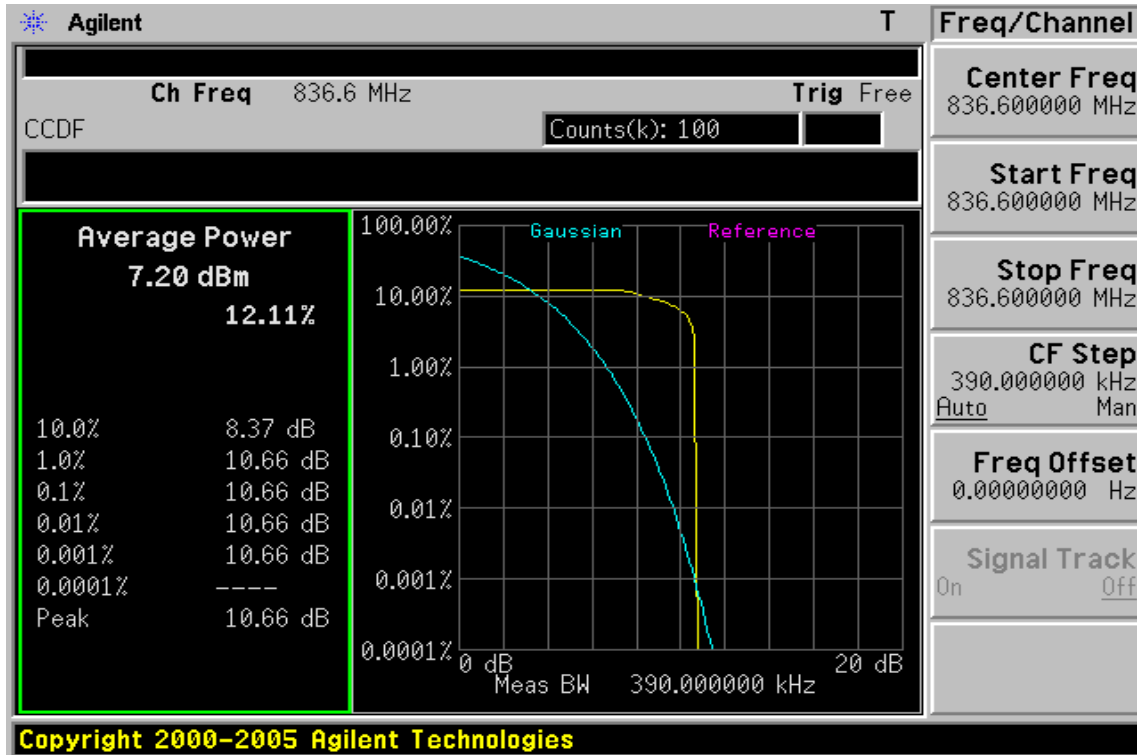 Agilent T
Ch Freq 836.6 MHz Trig Free
CCDF Counts(k): 100
Average Power
7.20 dBm
12.11%
10.0% 8.37 dB
1.0% 10.66 dB
0.1% 10.66 dB
0.01% 10.66 dB
0.001% 10.66 dB
0.0001% ----
Peak 10.66 dB
Gaussian Reference
100.00%
10.00%
1.00%
0.10%
0.01%
0.001%
0.0001%
0 dB 20 dB
Meas BW 390.000000 kHz
Freq/Channel
Center Freq
836.600000 MHz
Start Freq
836.600000 MHz
Stop Freq
836.600000 MHz
CF Step
390.000000 kHz
Auto Man
Freq Offset
0.00000000 Hz
Signal Track
On Off
Copyright 2000-2005 Agilent Technologies